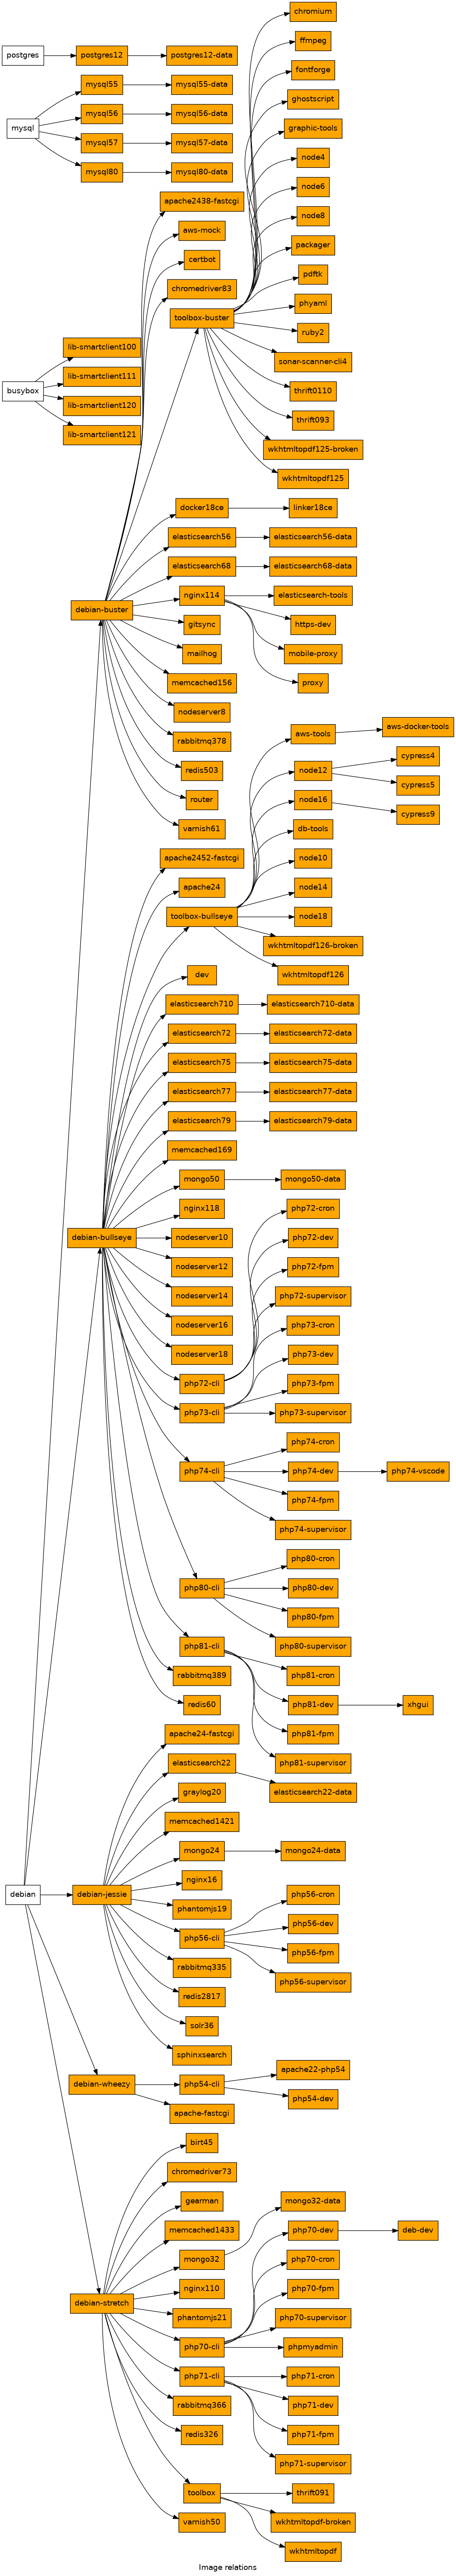 chromium
ffmpeg
postgres
postgres12
postgres12-data
fontforge
mysql55
mysql55-data
ghostscript
mysql56
mysql56-data
graphic-tools
mysql
mysql57
mysql57-data
node4
mysql80
mysql80-data
node6
apache2438-fastcgi
node8
aws-mock
packager
certbot
pdftk
chromedriver83
phyaml
toolbox-buster
ruby2
lib-smartclient100
sonar-scanner-cli4
lib-smartclient111
thrift0110
busybox
lib-smartclient120
thrift093
lib-smartclient121
wkhtmltopdf125-broken
wkhtmltopdf125
docker18ce
linker18ce
elasticsearch56
elasticsearch56-data
elasticsearch68
elasticsearch68-data
nginx114
elasticsearch-tools
debian-buster
gitsync
https-dev
mailhog
mobile-proxy
memcached156
proxy
nodeserver8
aws-tools
aws-docker-tools
rabbitmq378
cypress4
redis503
node12
cypress5
router
node16
cypress9
varnish61
db-tools
apache2452-fastcgi
node10
apache24
node14
toolbox-bullseye
node18
wkhtmltopdf126-broken
dev
wkhtmltopdf126
elasticsearch710
elasticsearch710-data
elasticsearch72
elasticsearch72-data
elasticsearch75
elasticsearch75-data
elasticsearch77
elasticsearch77-data
elasticsearch79
elasticsearch79-data
memcached169
mongo50
mongo50-data
nginx118
php72-cron
debian-bullseye
nodeserver10
php72-dev
nodeserver12
php72-fpm
nodeserver14
php72-supervisor
nodeserver16
php73-cron
nodeserver18
php73-dev
php72-cli
php73-fpm
php73-cli
php73-supervisor
php74-cron
php74-cli
php74-dev
php74-vscode
php74-fpm
php74-supervisor
php80-cron
php80-cli
php80-dev
php80-fpm
php81-cli
php80-supervisor
rabbitmq389
php81-cron
redis60
php81-dev
xhgui
apache24-fastcgi
php81-fpm
elasticsearch22
php81-supervisor
graylog20
elasticsearch22-data
memcached1421
mongo24
mongo24-data
nginx16
debian
debian-jessie
php56-cron
phantomjs19
php56-dev
php56-cli
php56-fpm
rabbitmq335
php56-supervisor
redis2817
solr36
sphinxsearch
apache22-php54
debian-wheezy
php54-cli
php54-dev
apache-fastcgi
birt45
chromedriver73
gearman
mongo32-data
memcached1433
php70-dev
deb-dev
mongo32
php70-cron
nginx110
php70-fpm
debian-stretch
phantomjs21
php70-supervisor
php70-cli
phpmyadmin
php71-cli
php71-cron
rabbitmq366
php71-dev
redis326
php71-fpm
php71-supervisor
toolbox
thrift091
varnish50
wkhtmltopdf-broken
wkhtmltopdf
Image relations